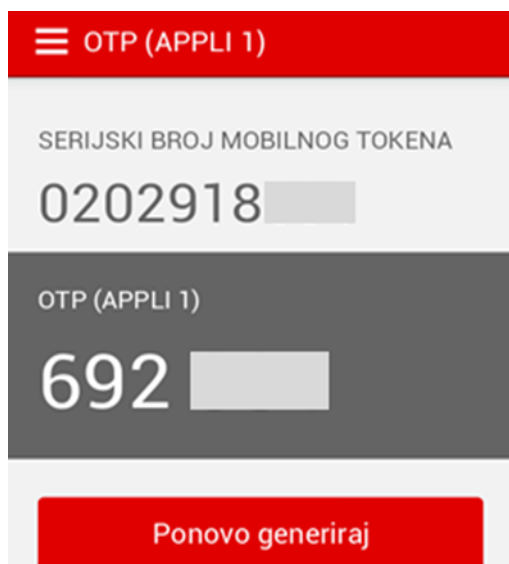 OTP (APPLI 1)
SERIJSKI BROJ MOBILNOG TOKENA
0202918
OTP (APPLI 1)
692
Ponovo generiraj